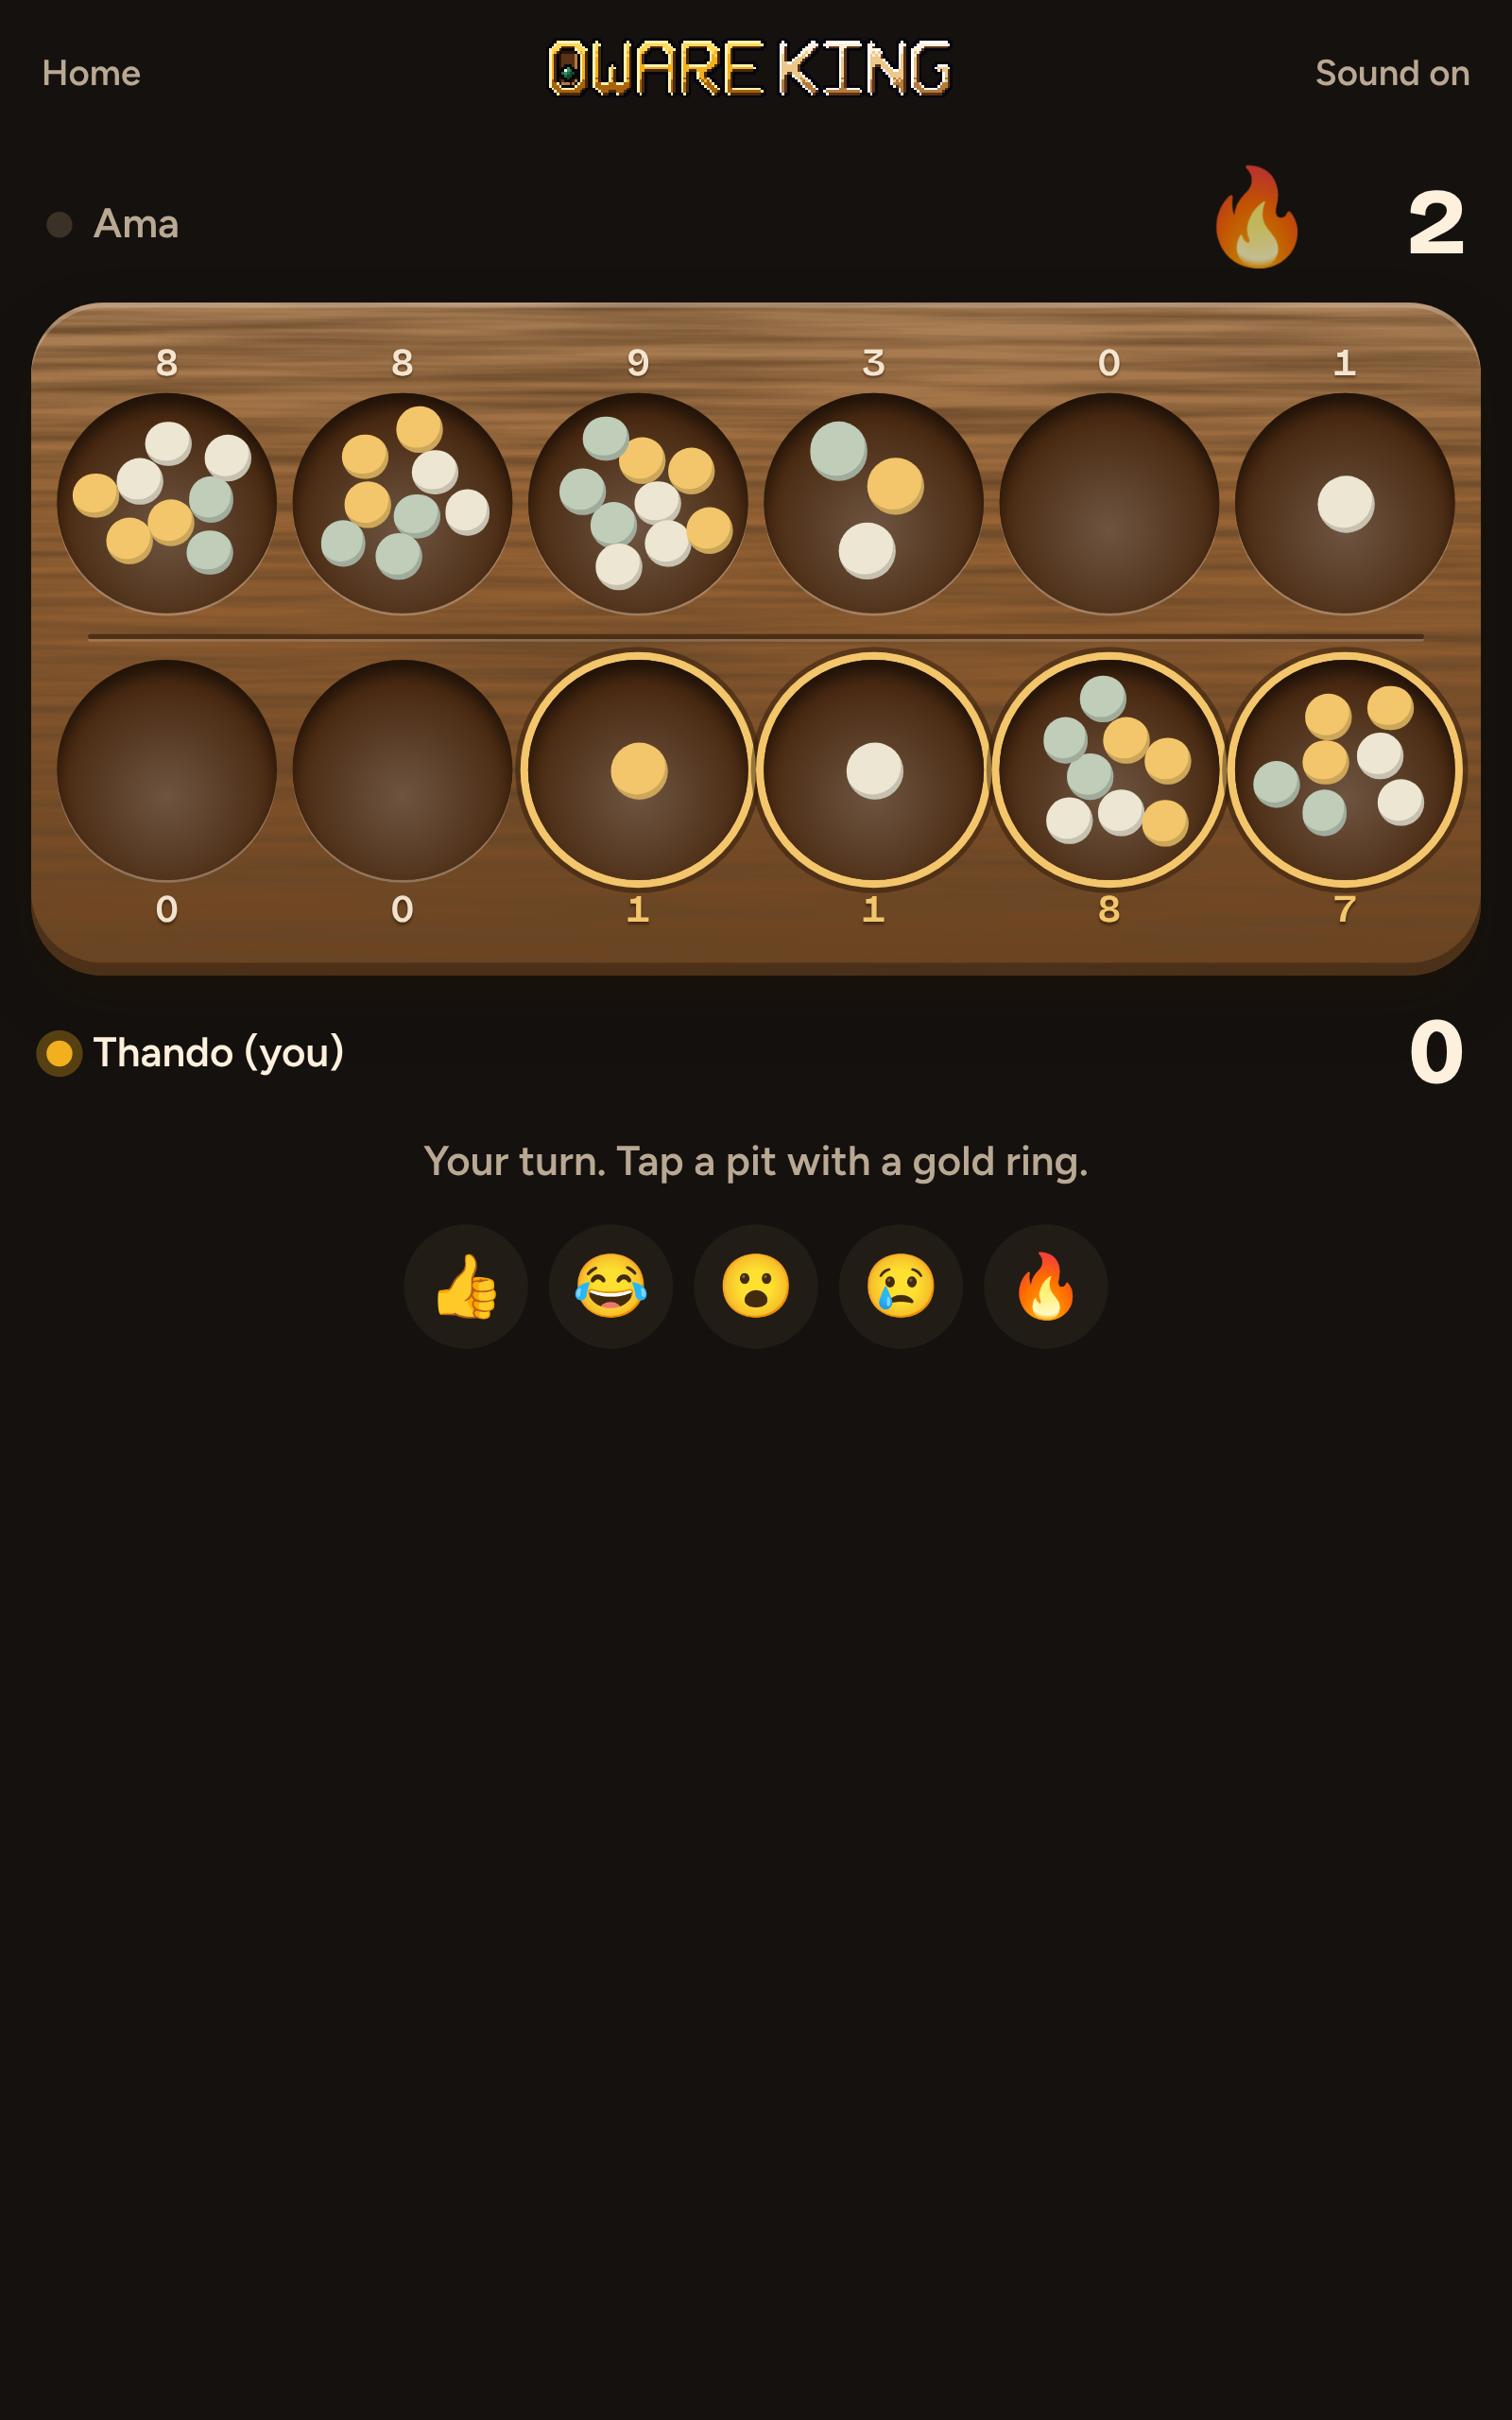 Home OWARE KING Sound on
Ama 2
8 8 9 3 0 1
0 0 1 1 8 7
Thando (you) 0
Your turn. Tap a pit with a gold ring.